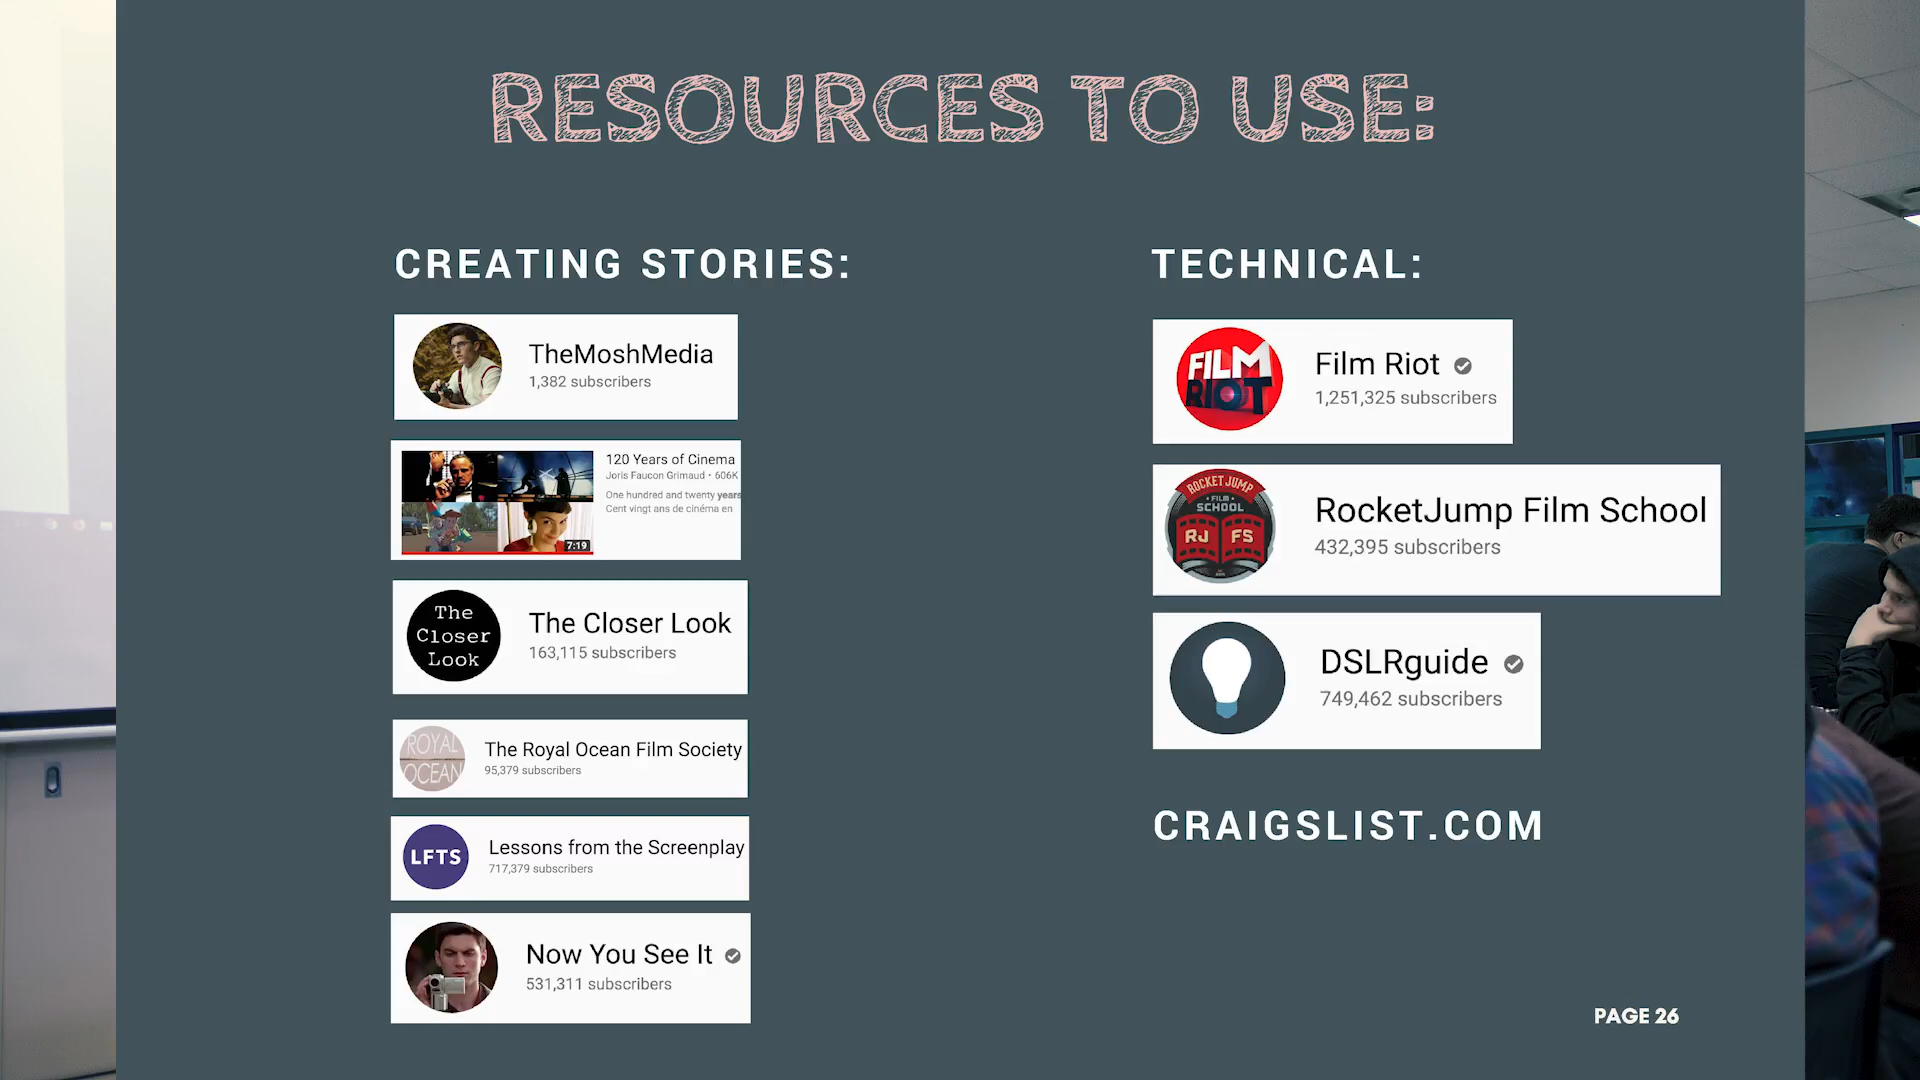 RESOURCES TO USE:
CREATING STORIES:
TheMoshMedia
1,382 subscribers
120 Years of Cinema
Joris Faucon Grimaud • 606K
One hundred and twenty years
Cent vingt ans de cinéma en
7:19
The
Closer
Look
The Closer Look
163,115 subscribers
ROYAL
OCEAN
The Royal Ocean Film Society
95,379 subscribers
LFTS
Lessons from the Screenplay
717,379 subscribers
Now You See It
531,311 subscribers
TECHNICAL:
FILM
RIOT
Film Riot
1,251,325 subscribers
ROCKET JUMP
FILM
SCHOOL
RJ FS
RocketJump Film School
432,395 subscribers
DSLRguide
749,462 subscribers
CRAIGSLIST.COM
PAGE 26